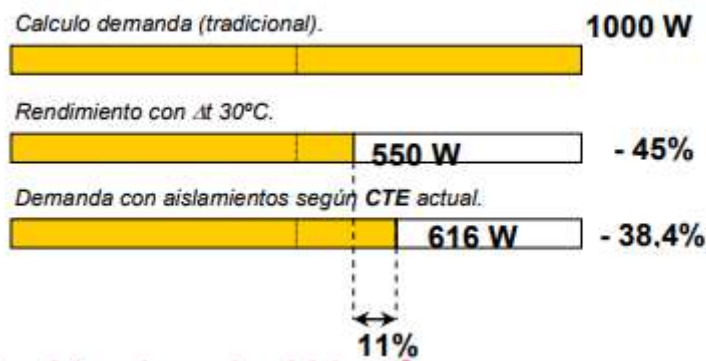 Calculo demanda (tradicional). 1000 W
Rendimiento con Δt 30ºC.
550 W - 45%
Demanda con aislamientos según CTE actual.
616 W - 38,4%
11%